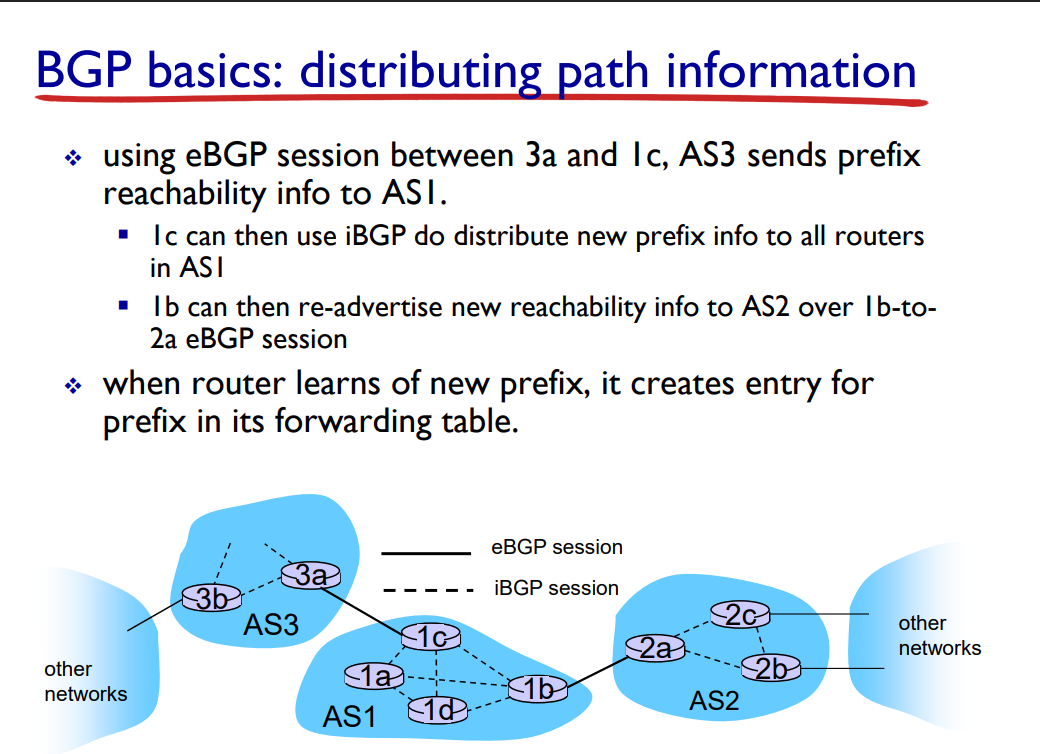 BGP basics: distributing path information
using eBGP session between 3a and 1c, AS3 sends prefix
reachability info to AS1.
1c can then use iBGP do distribute new prefix info to all routers
in AS1
1b can then re-advertise new reachability info to AS2 over 1b-to-
2a eBGP session
when router learns of new prefix, it creates entry for
prefix in its forwarding table.
eBGP session
iBGP session
3b
3a
AS3
other
networks
1c
1a
1b
1d
AS1
2c
2a
2b
AS2
other
networks